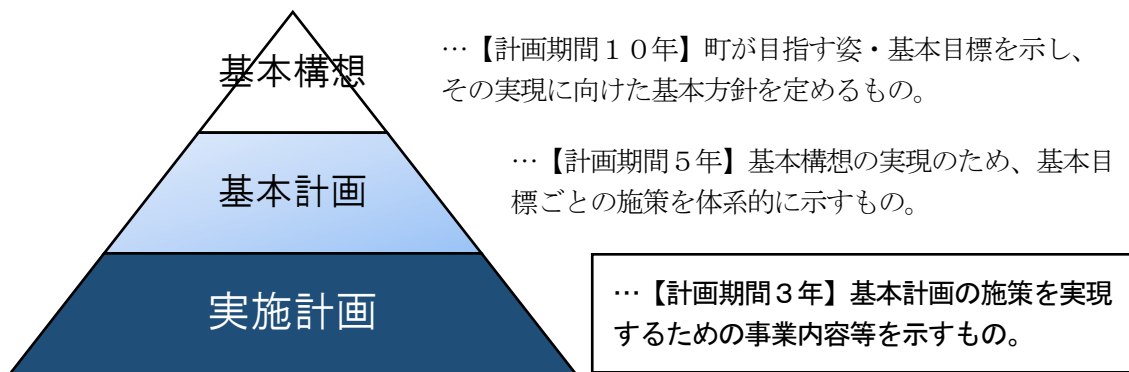 基本構想
…【計画期間１０年】町が目指す姿・基本目標を示し、
その実現に向けた基本方針を定めるもの。
基本計画
…【計画期間５年】基本構想の実現のため、基本目
標ごとの施策を体系的に示すもの。
実施計画
…【計画期間３年】基本計画の施策を実現
するための事業内容等を示すもの。